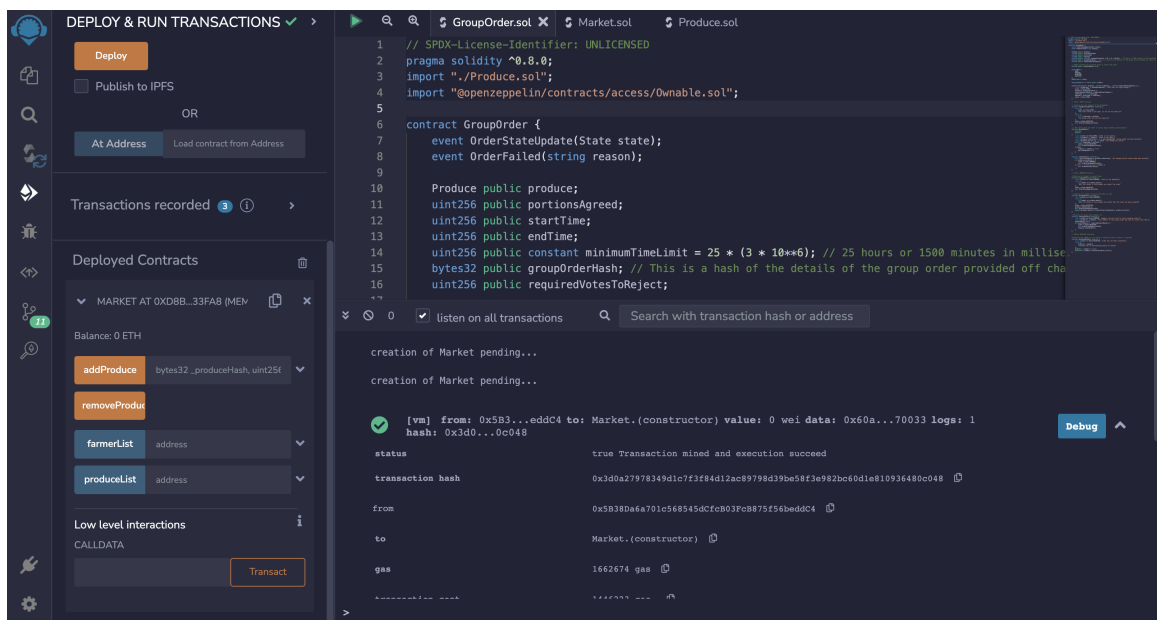 DEPLOY & RUN TRANSACTIONS
Deploy
Publish to IPFS
OR
At Address Load contract from Address
Transactions recorded 3 i
Deployed Contracts
MARKET AT 0XD8B...33FA8 (MEM
Balance: 0 ETH
addProduce bytes32 _produceHash, uint256
removeProduc
farmerList address
produceList address
Low level interactions i
CALLDATA
Transact
11
GroupOrder.sol Market.sol Produce.sol
1 // SPDX-License-Identifier: UNLICENSED
2 pragma solidity ^0.8.0;
3 import "./Produce.sol";
4 import "@openzeppelin/contracts/access/Ownable.sol";
5
6 contract GroupOrder {
7 event OrderStateUpdate(State state);
8 event OrderFailed(string reason);
9
10 Produce public produce;
11 uint256 public portionsAgreed;
12 uint256 public startTime;
13 uint256 public endTime;
14 uint256 public constant minimumTimeLimit = 25 * (3 * 10**6); // 25 hours or 1500 minutes in millise
15 bytes32 public groupOrderHash; // This is a hash of the details of the group order provided off cha
16 uint256 public requiredVotesToReject;
17
0 listen on all transactions Search with transaction hash or address
creation of Market pending...
creation of Market pending...
[vm] from: 0x5B3...eddC4 to: Market.(constructor) value: 0 wei data: 0x60a...70033 logs: 1
hash: 0x3d0...0c048
Debug
status true Transaction mined and execution succeed
transaction hash 0x3d0a27978349d1c7f3f84d12ac89798d39be58f3e982bc60d1e810936480c048
from 0x5B38Da6a701c568545dCfcB03FcB875f56beddC4
to Market.(constructor)
gas 1662674 gas
transaction cost
>